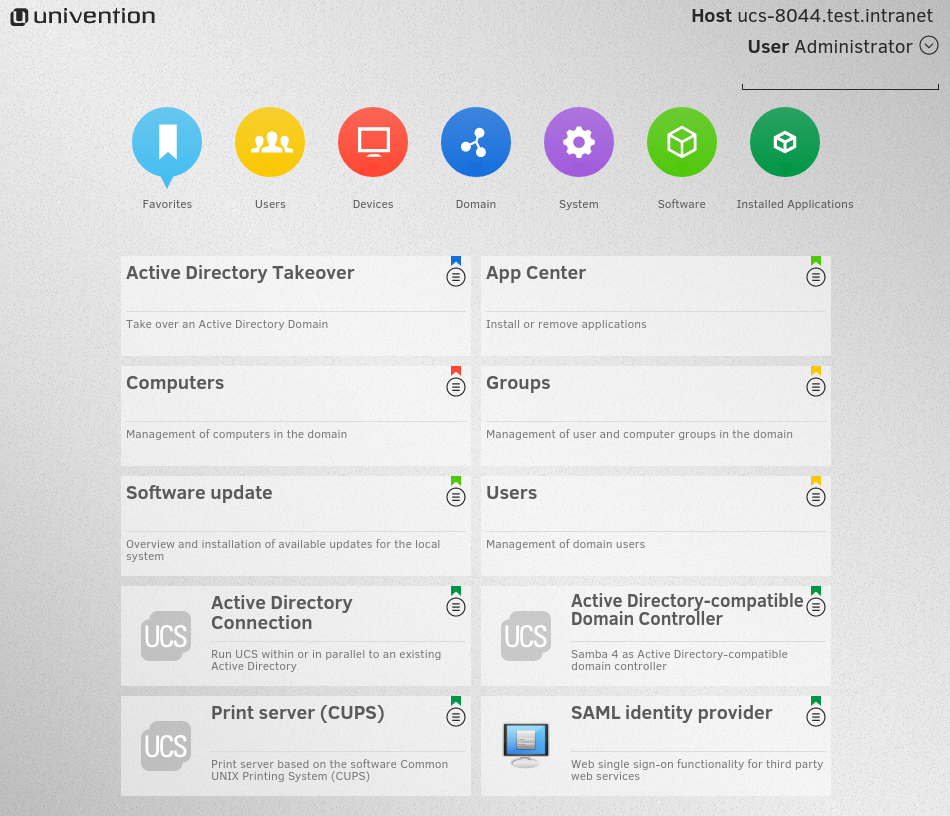 univention
Host ucs-8044.test.intranet
User Administrator
Favorites
Users
Devices
Domain
System
Software
Installed Applications
Active Directory Takeover
Take over an Active Directory Domain
App Center
Install or remove applications
Computers
Management of computers in the domain
Groups
Management of user and computer groups in the domain
Software update
Overview and installation of available updates for the local
system
Users
Management of domain users
UCS
Active Directory
Connection
Run UCS within or in parallel to an existing
Active Directory
UCS
Active Directory-compatible
Domain Controller
Samba 4 as Active Directory-compatible
domain controller
UCS
Print server (CUPS)
Print server based on the software Common
UNIX Printing System (CUPS)
SAML identity provider
Web single sign-on functionality for third party
web services